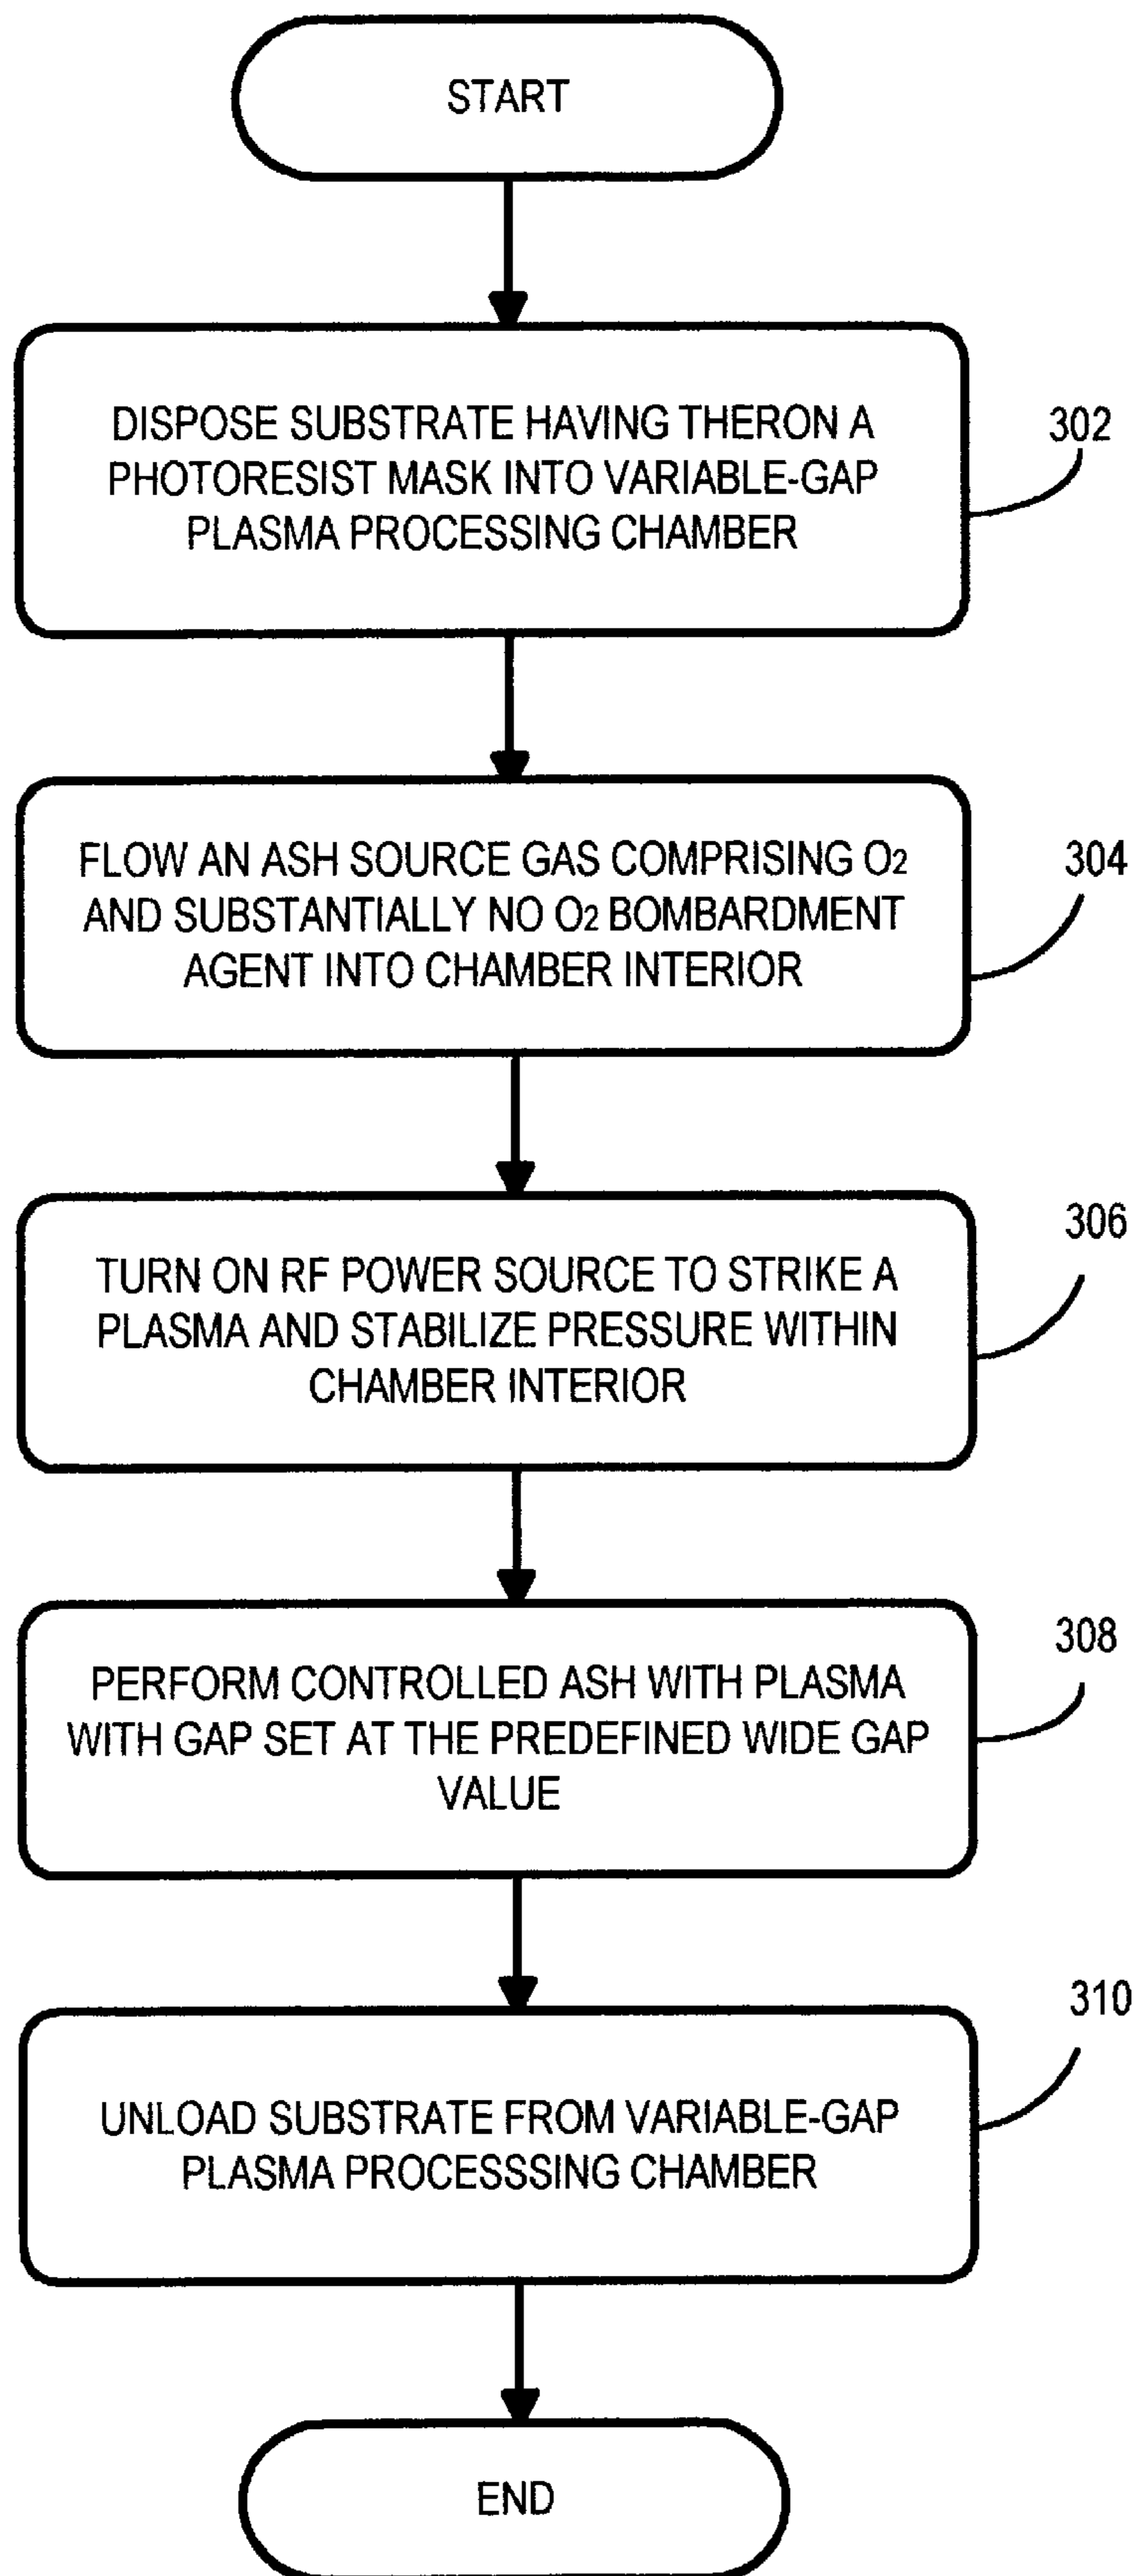 START
DISPOSE SUBSTRATE HAVING THERON A
PHOTORESIST MASK INTO VARIABLE-GAP
PLASMA PROCESSING CHAMBER
302
FLOW AN ASH SOURCE GAS COMPRISING O2
AND SUBSTANTIALLY NO O2 BOMBARDMENT
AGENT INTO CHAMBER INTERIOR
304
TURN ON RF POWER SOURCE TO STRIKE A
PLASMA AND STABILIZE PRESSURE WITHIN
CHAMBER INTERIOR
306
PERFORM CONTROLLED ASH WITH PLASMA
WITH GAP SET AT THE PREDEFINED WIDE GAP
VALUE
308
UNLOAD SUBSTRATE FROM VARIABLE-GAP
PLASMA PROCESSSING CHAMBER
310
END